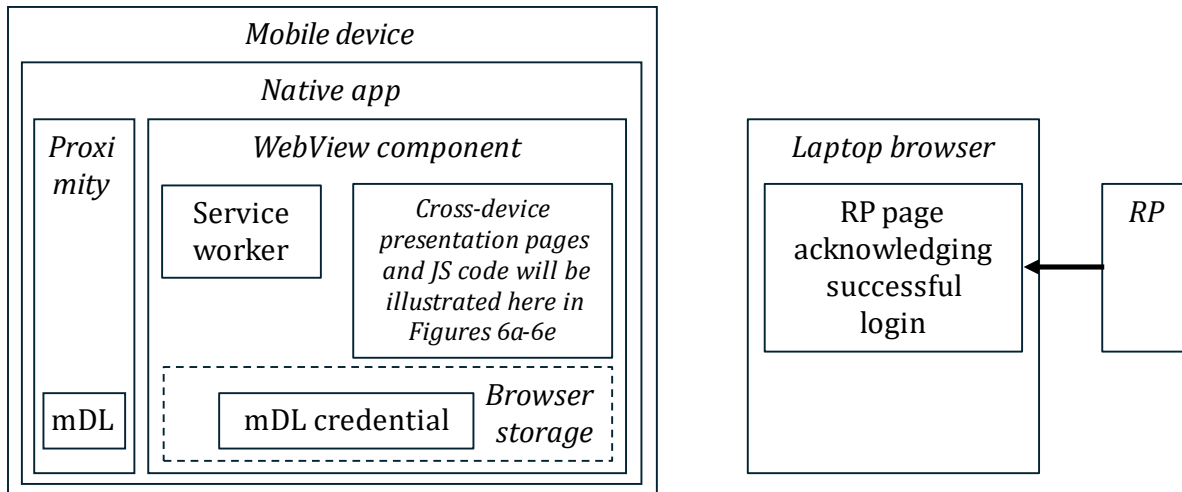 Mobile device
Native app
Proxi
mity
WebView component
Service
worker
Cross-device
presentation pages
and JS code will be
illustrated here in
Figures 6a-6e
mDL
mDL credential
Browser
storage
Laptop browser
RP page
acknowledging
successful
login
RP